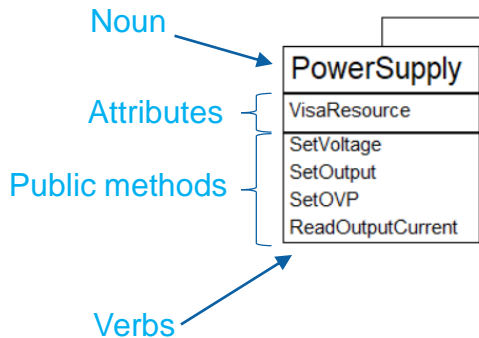 Noun
PowerSupply
Attributes
VisaResource
Public methods
SetVoltage
SetOutput
SetOVP
ReadOutputCurrent
Verbs